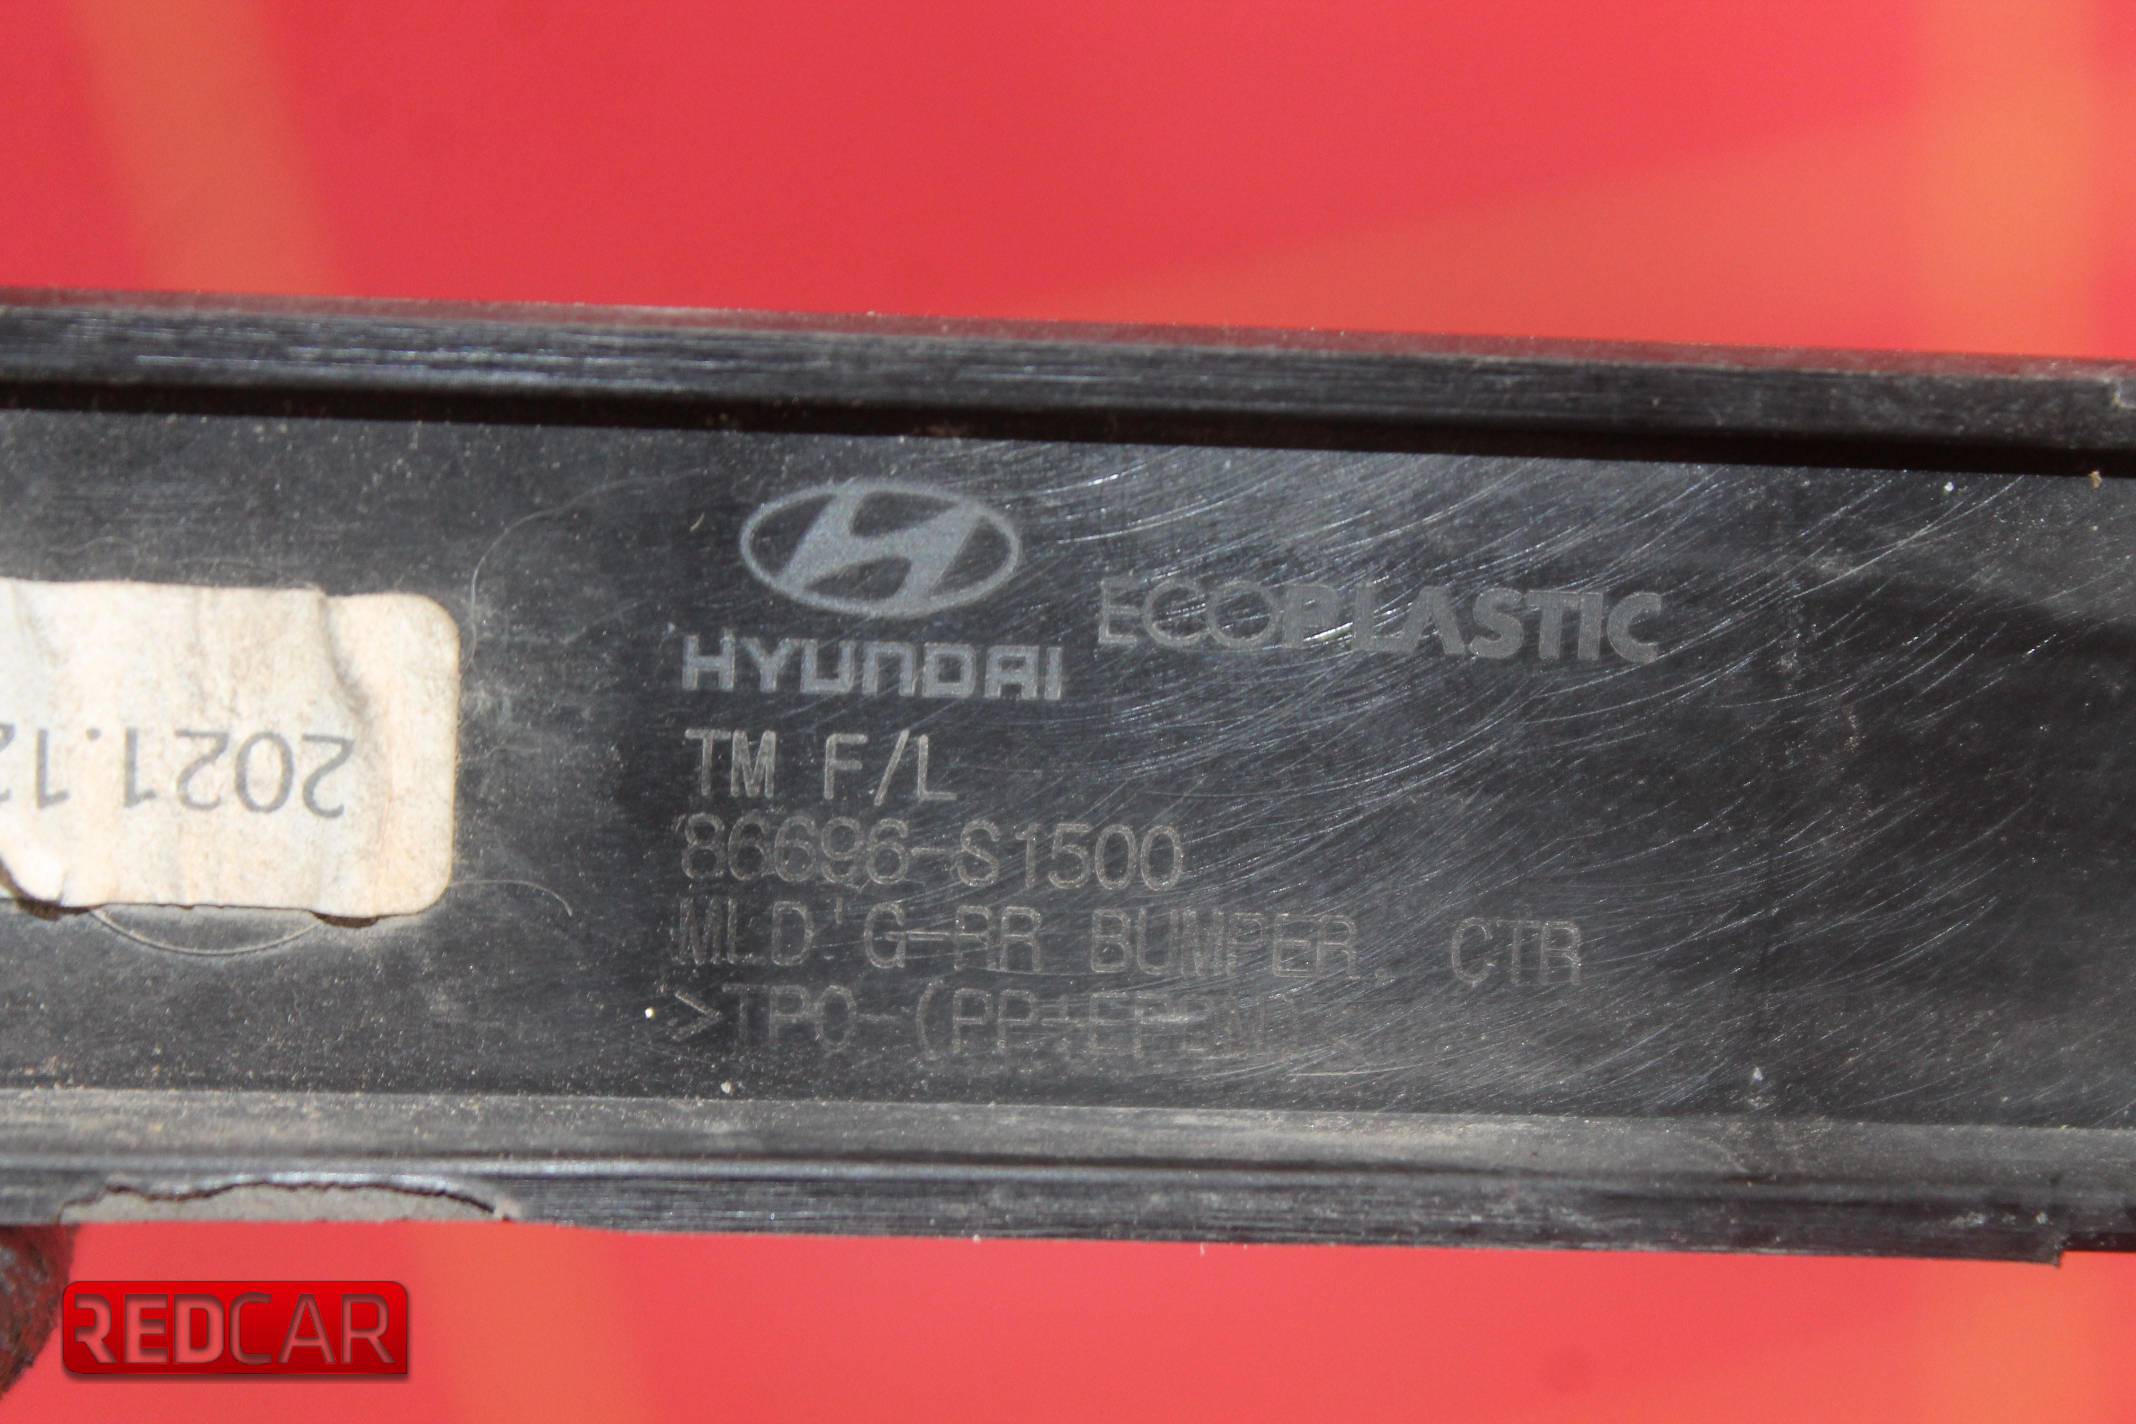 HYUNDAI
ECOPLASTIC
TM F/L
86696-S1500
MLD'G-RR BUMPER, CTR
>TPO-(PP+EPDM)<
2021.12
REDCAR